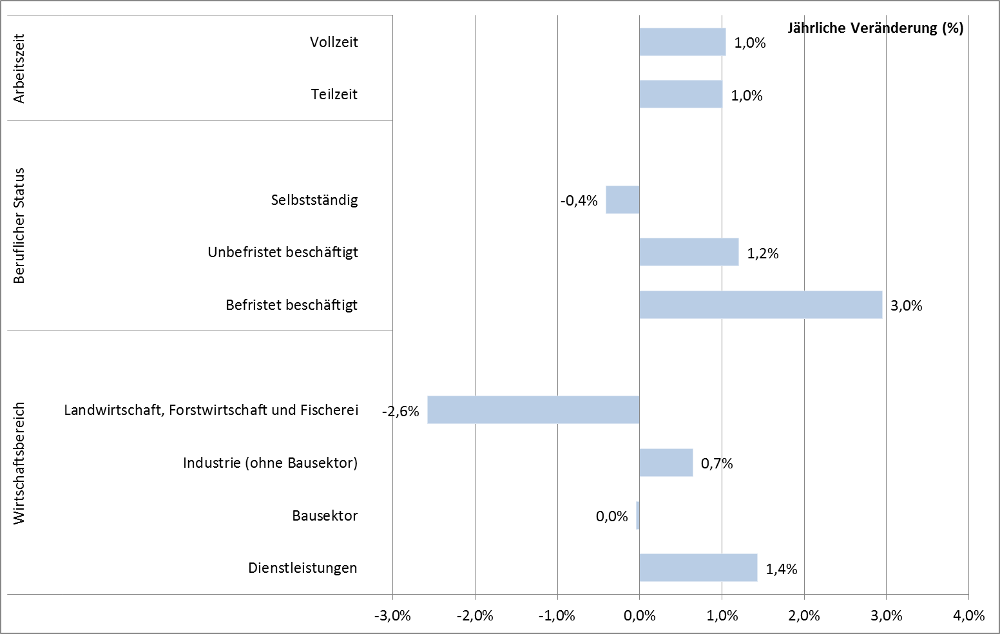 Jährliche Veränderung (%)
Arbeitszeit
Vollzeit
1,0%
Teilzeit
1,0%
Beruflicher Status
Selbstständig
-0,4%
Unbefristet beschäftigt
1,2%
Befristet beschäftigt
3,0%
Wirtschaftsbereich
Landwirtschaft, Forstwirtschaft und Fischerei
-2,6%
Industrie (ohne Bausektor)
0,7%
Bausektor
0,0%
Dienstleistungen
1,4%
-3,0% -2,0% -1,0% 0,0% 1,0% 2,0% 3,0% 4,0%